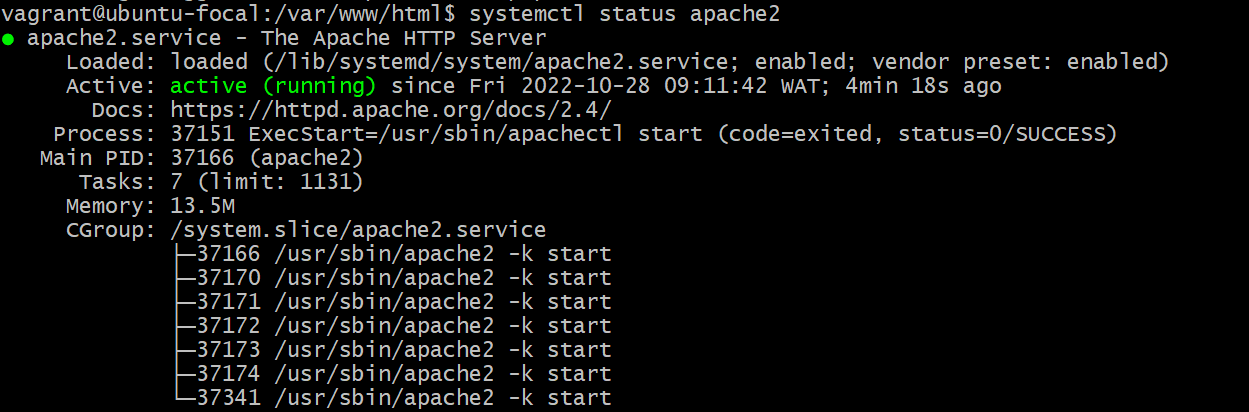 vagrant@ubuntu-focal:/var/www/html$ systemctl status apache2
● apache2.service - The Apache HTTP Server
     Loaded: loaded (/lib/systemd/system/apache2.service; enabled; vendor preset: enabled)
     Active: active (running) since Fri 2022-10-28 09:11:42 WAT; 4min 18s ago
       Docs: https://httpd.apache.org/docs/2.4/
    Process: 37151 ExecStart=/usr/sbin/apachectl start (code=exited, status=0/SUCCESS)
   Main PID: 37166 (apache2)
      Tasks: 7 (limit: 1131)
     Memory: 13.5M
     CGroup: /system.slice/apache2.service
             ├─37166 /usr/sbin/apache2 -k start
             ├─37170 /usr/sbin/apache2 -k start
             ├─37171 /usr/sbin/apache2 -k start
             ├─37172 /usr/sbin/apache2 -k start
             ├─37173 /usr/sbin/apache2 -k start
             ├─37174 /usr/sbin/apache2 -k start
             └─37341 /usr/sbin/apache2 -k start